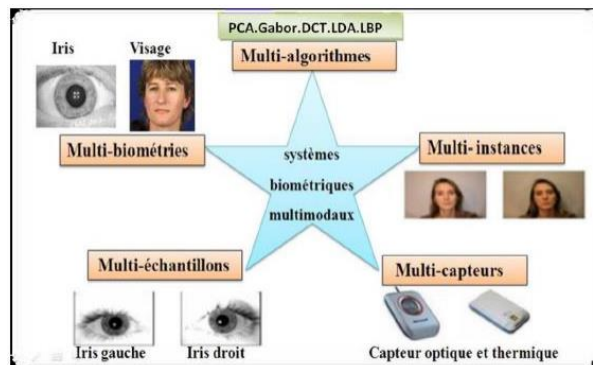 PCA.Gabor.DCT.LDA.LBP
Multi-algorithmes
Iris
Visage
Multi-biométries
Multi- instances
systèmes
biométriques
multimodaux
Multi-échantillons
Multi-capteurs
Iris gauche
Iris droit
Capteur optique et thermique